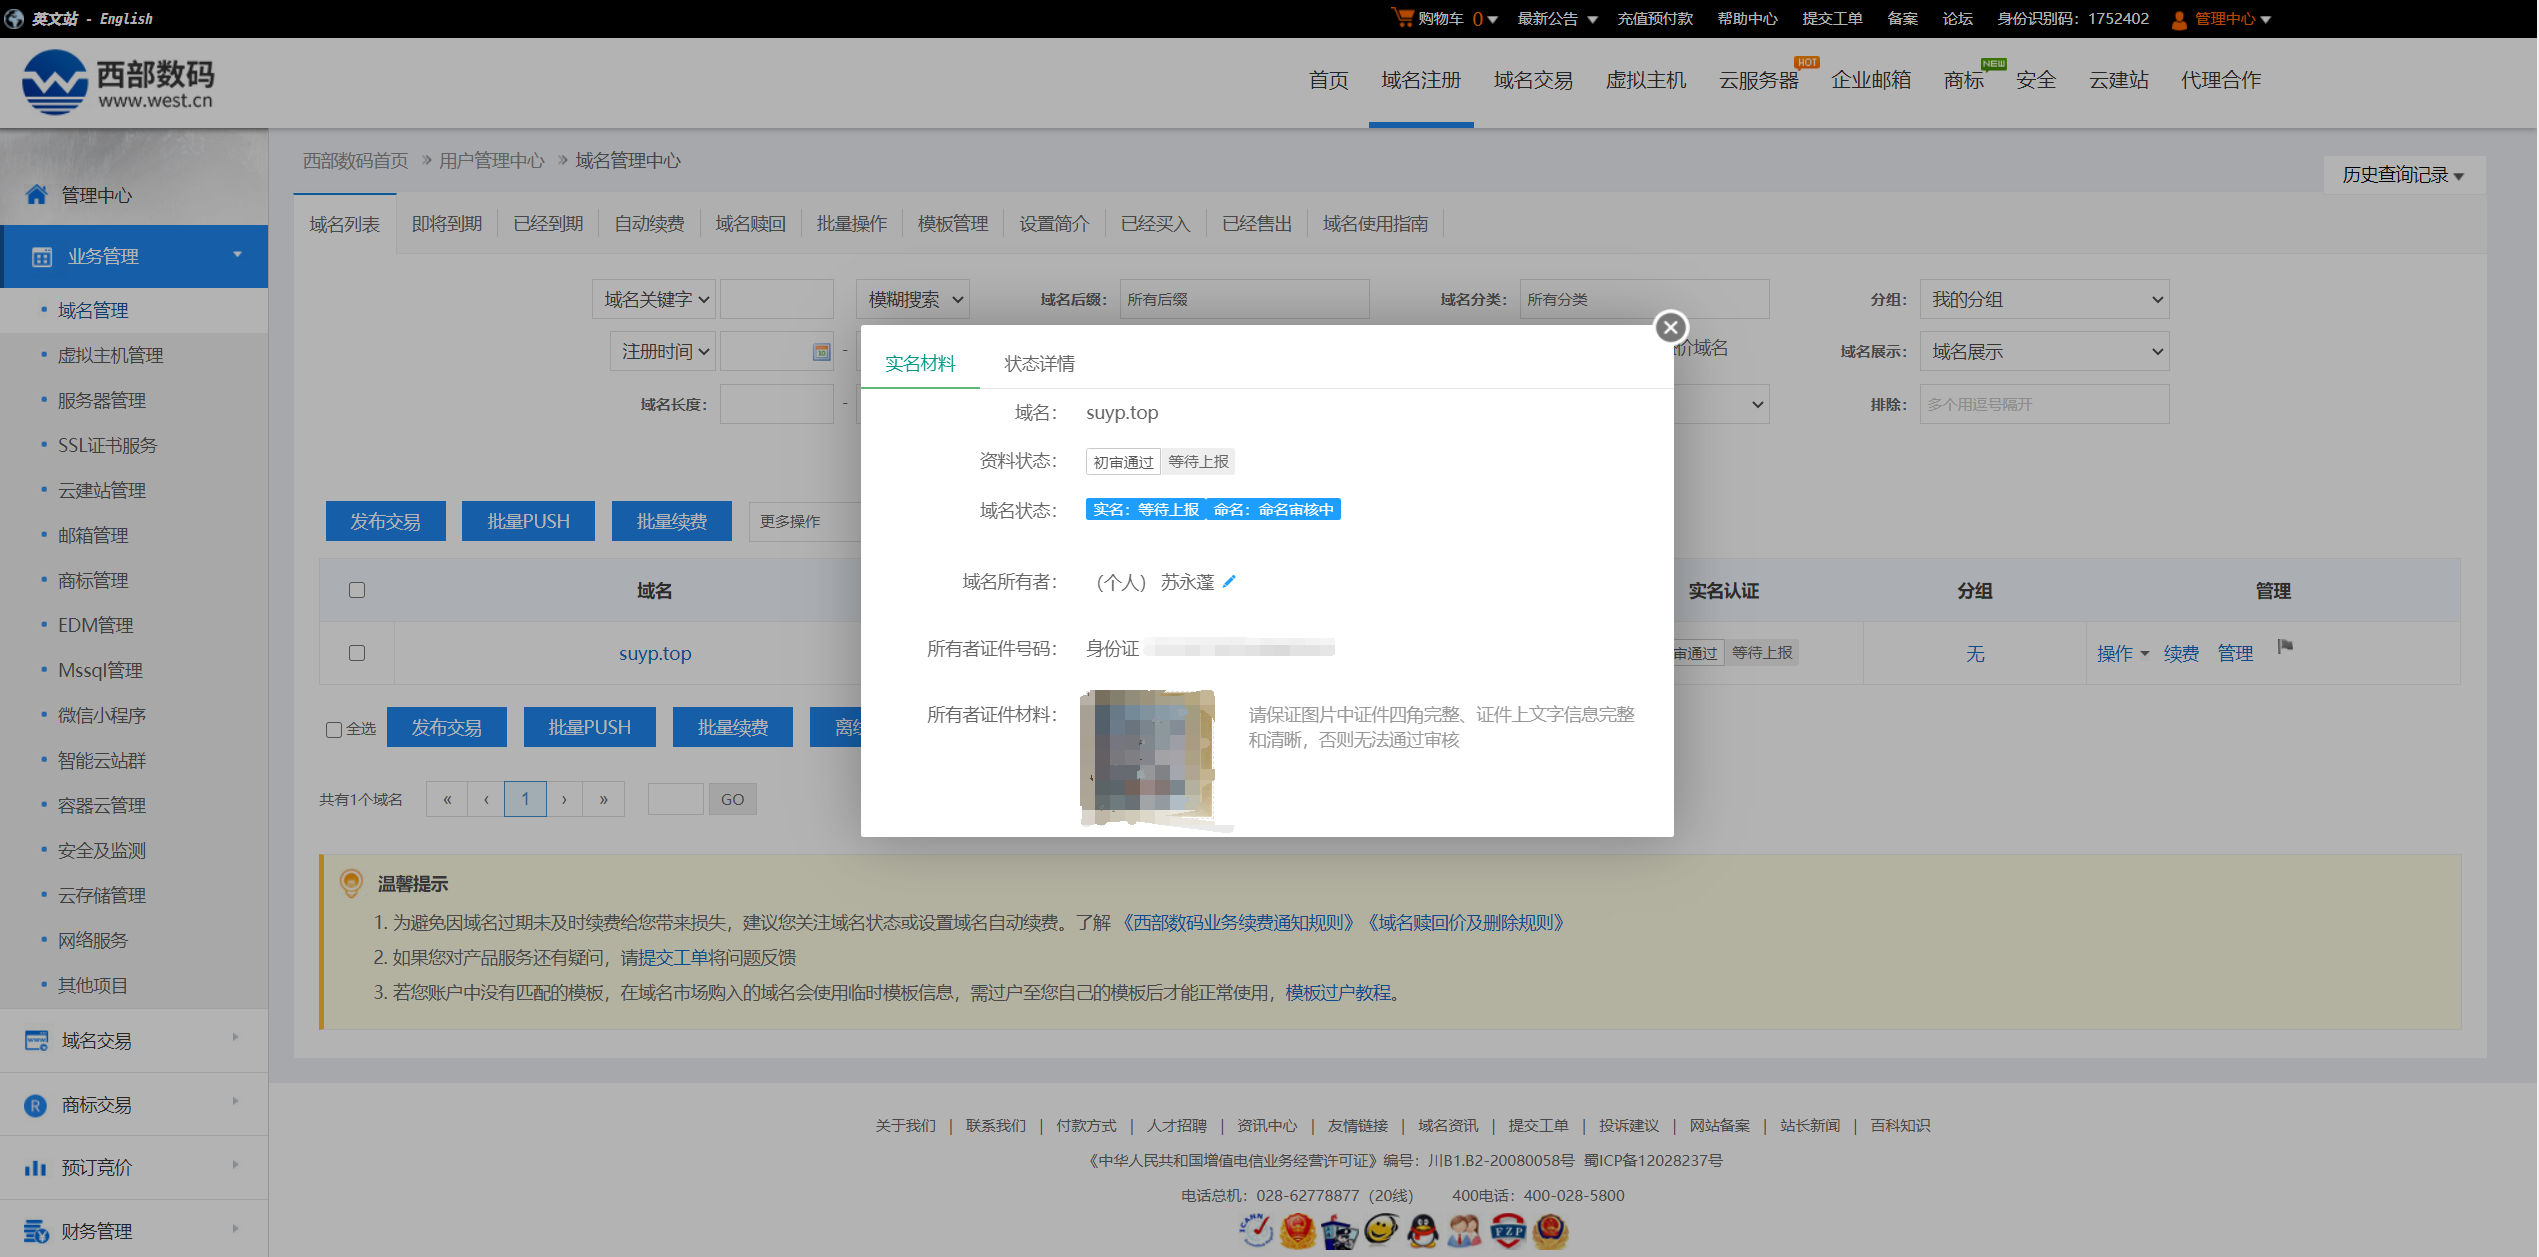 英文站 - English
购物车 0 最新公告 充值预付款 帮助中心 提交工单 备案 论坛 身份识别码：1752402 管理中心
西部数码
www.west.cn
首页 域名注册 域名交易 虚拟主机 云服务器 HOT 企业邮箱 商标 NEW 安全 云建站 代理合作
西部数码首页 » 用户管理中心 » 域名管理中心
历史查询记录
管理中心
业务管理
域名管理
虚拟主机管理
服务器管理
SSL证书服务
云建站管理
邮箱管理
商标管理
EDM管理
Mssql管理
微信小程序
智能云站群
容器云管理
安全及监测
云存储管理
网络服务
其他项目
域名交易
商标交易
预订竞价
财务管理
域名列表 即将到期 已经到期 自动续费 域名赎回 批量操作 模板管理 设置简介 已经买入 已经售出 域名使用指南
域名关键字 模糊搜索 域名后缀： 所有后缀 域名分类： 所有分类 分组： 我的分组
注册时间 - 价域名 域名展示： 域名展示
域名长度： - 排除： 多个用逗号隔开
发布交易 批量PUSH 批量续费 更多操作
域名 实名认证 分组 管理
suyp.top 审通过 等待上报 无 操作 续费 管理
全选 发布交易 批量PUSH 批量续费
共有1个域名 « ‹ 1 › » GO
实名材料 状态详情
域名： suyp.top
资料状态： 初审通过 等待上报
域名状态： 实名：等待上报 命名：命名审核中
域名所有者： （个人） 苏永蓬
所有者证件号码： 身份证
所有者证件材料： 请保证图片中证件四角完整、证件上文字信息完整
和清晰，否则无法通过审核
温馨提示
1. 为避免因域名过期未及时续费给您带来损失，建议您关注域名状态或设置域名自动续费。了解 《西部数码业务续费通知规则》《域名赎回价及删除规则》
2. 如果您对产品服务还有疑问，请提交工单将问题反馈
3. 若您账户中没有匹配的模板，在域名市场购入的域名会使用临时模板信息，需过户至您自己的模板后才能正常使用，模板过户教程。
关于我们 | 联系我们 | 付款方式 | 人才招聘 | 资讯中心 | 友情链接 | 域名资讯 | 提交工单 | 投诉建议 | 网站备案 | 站长新闻 | 百科知识
《中华人民共和国增值电信业务经营许可证》编号：川B1.B2-20080058号 蜀ICP备12028237号
电话总机：028-62778877（20线） 400电话：400-028-5800
ICANN FZP